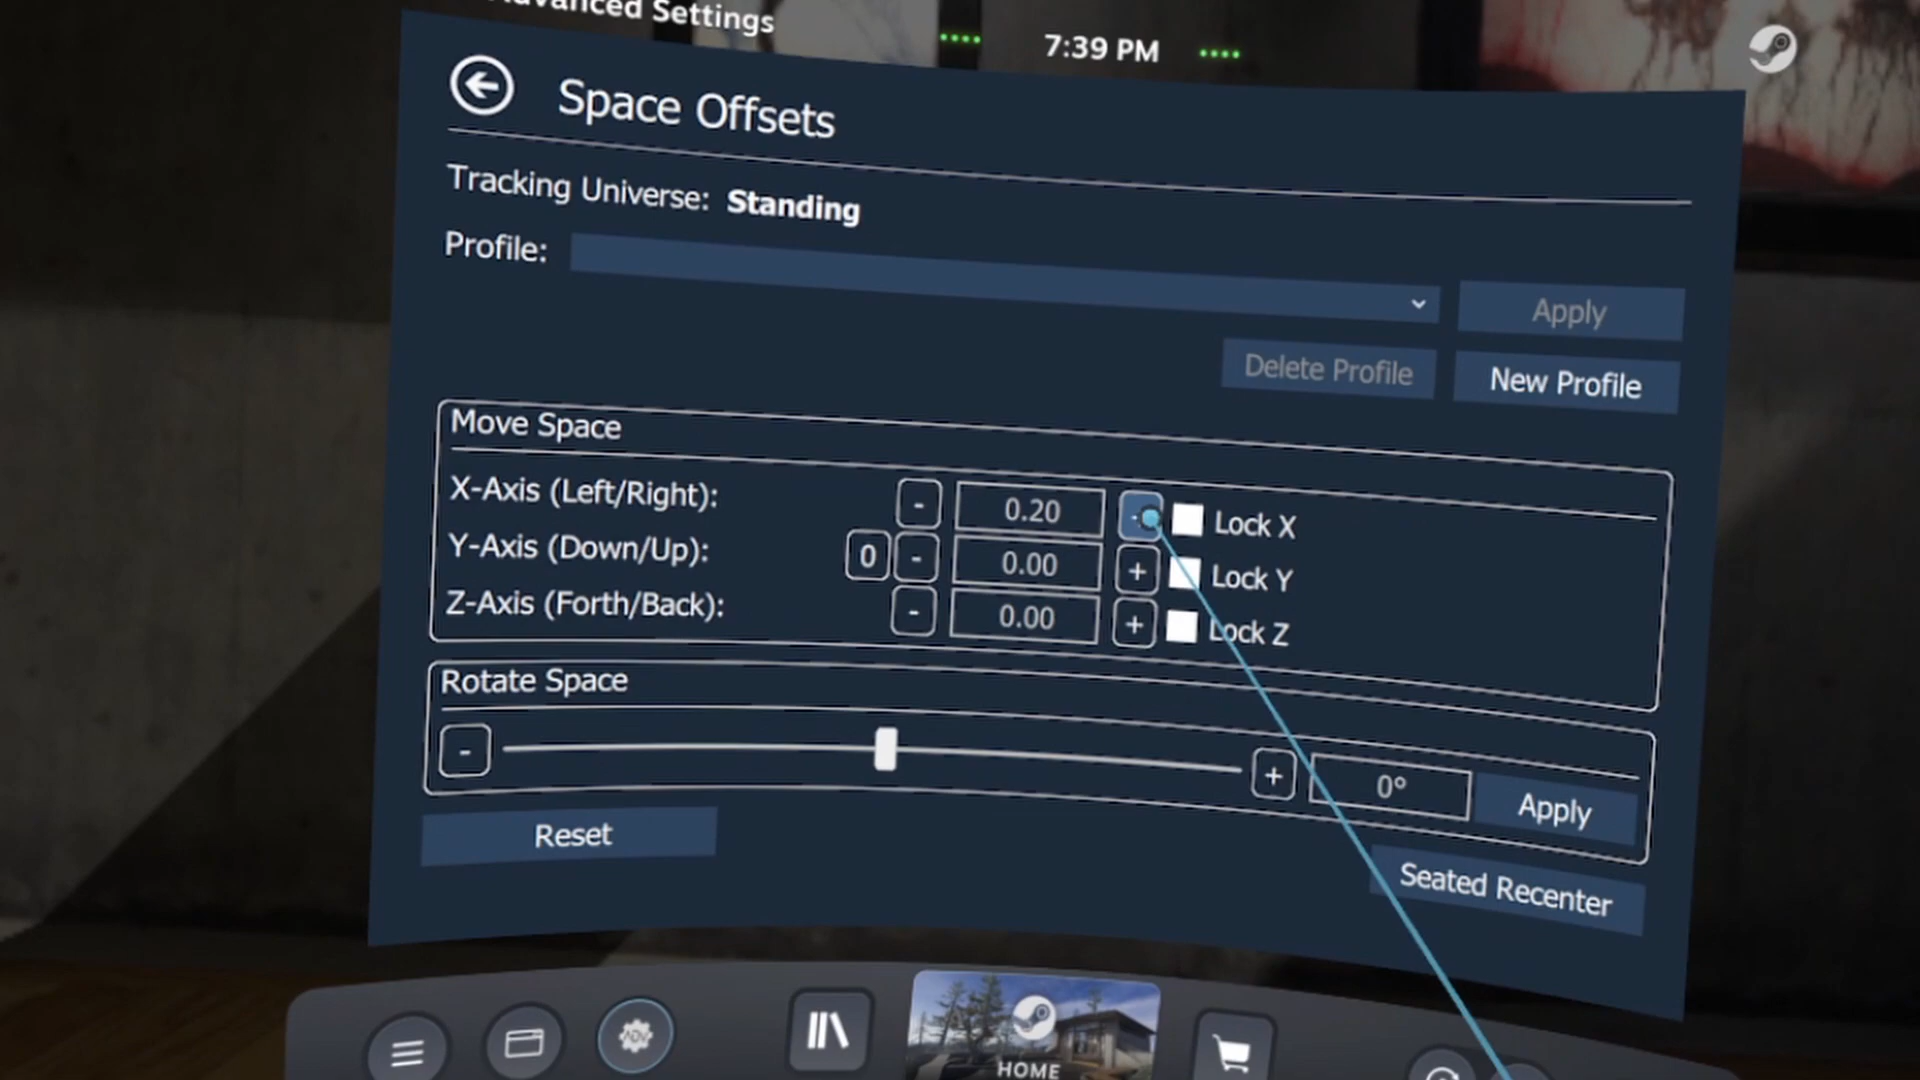 Advanced Settings
7:39 PM
Space Offsets
Tracking Universe: Standing
Profile:
Apply
Delete Profile
New Profile
Move Space
X-Axis (Left/Right): - 0.20 Lock X
Y-Axis (Down/Up): 0 - 0.00 + Lock Y
Z-Axis (Forth/Back): - 0.00 + Lock Z
Rotate Space
- + 0° Apply
Reset
Seated Recenter
HOME